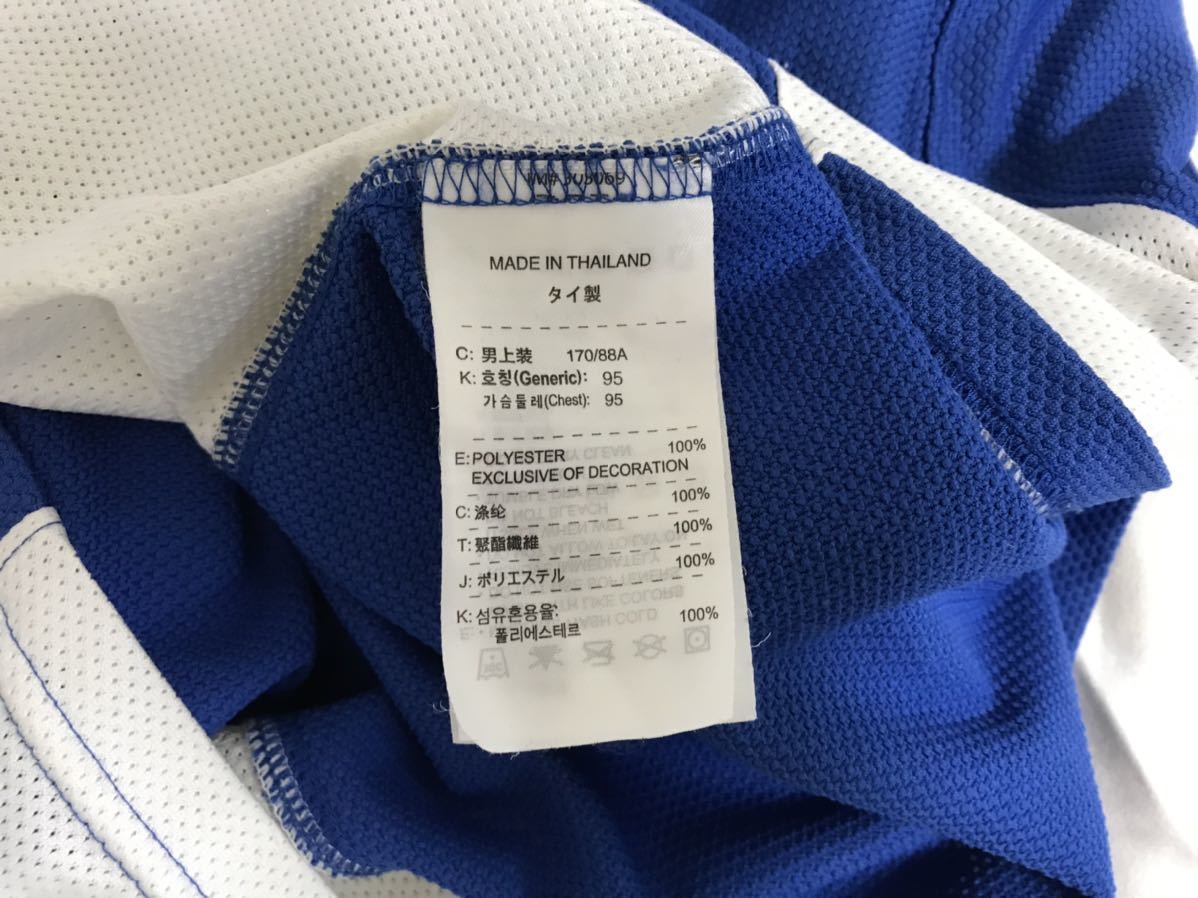 MADE IN THAILAND
タイ製
C: 男上装 170/88A
K: 호칭(Generic): 95
가슴둘레(Chest): 95
E: POLYESTER 100%
EXCLUSIVE OF DECORATION
C: 涤纶 100%
T: 聚酯纖維 100%
J: ポリエステル 100%
K: 섬유혼용율: 100%
폴리에스테르